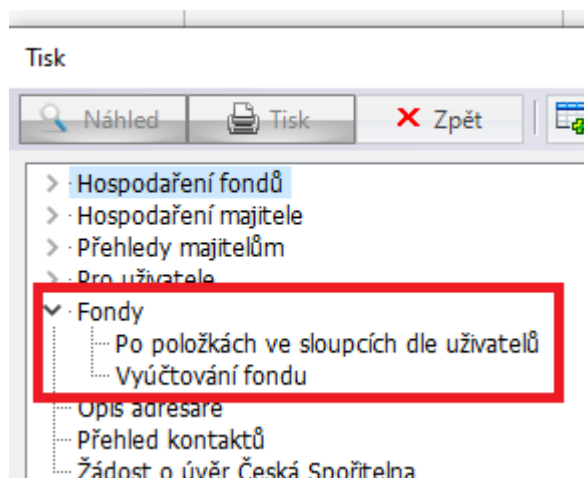 Tisk
Náhled Tisk Zpět
Hospodaření fondů
Hospodaření majitele
Přehledy majitelům
Pro uživatele
Fondy
Po položkách ve sloupcích dle uživatelů
Vyúčtování fondu
Opis adresáře
Přehled kontaktů
Žádost o úvěr Česká Spořitelna